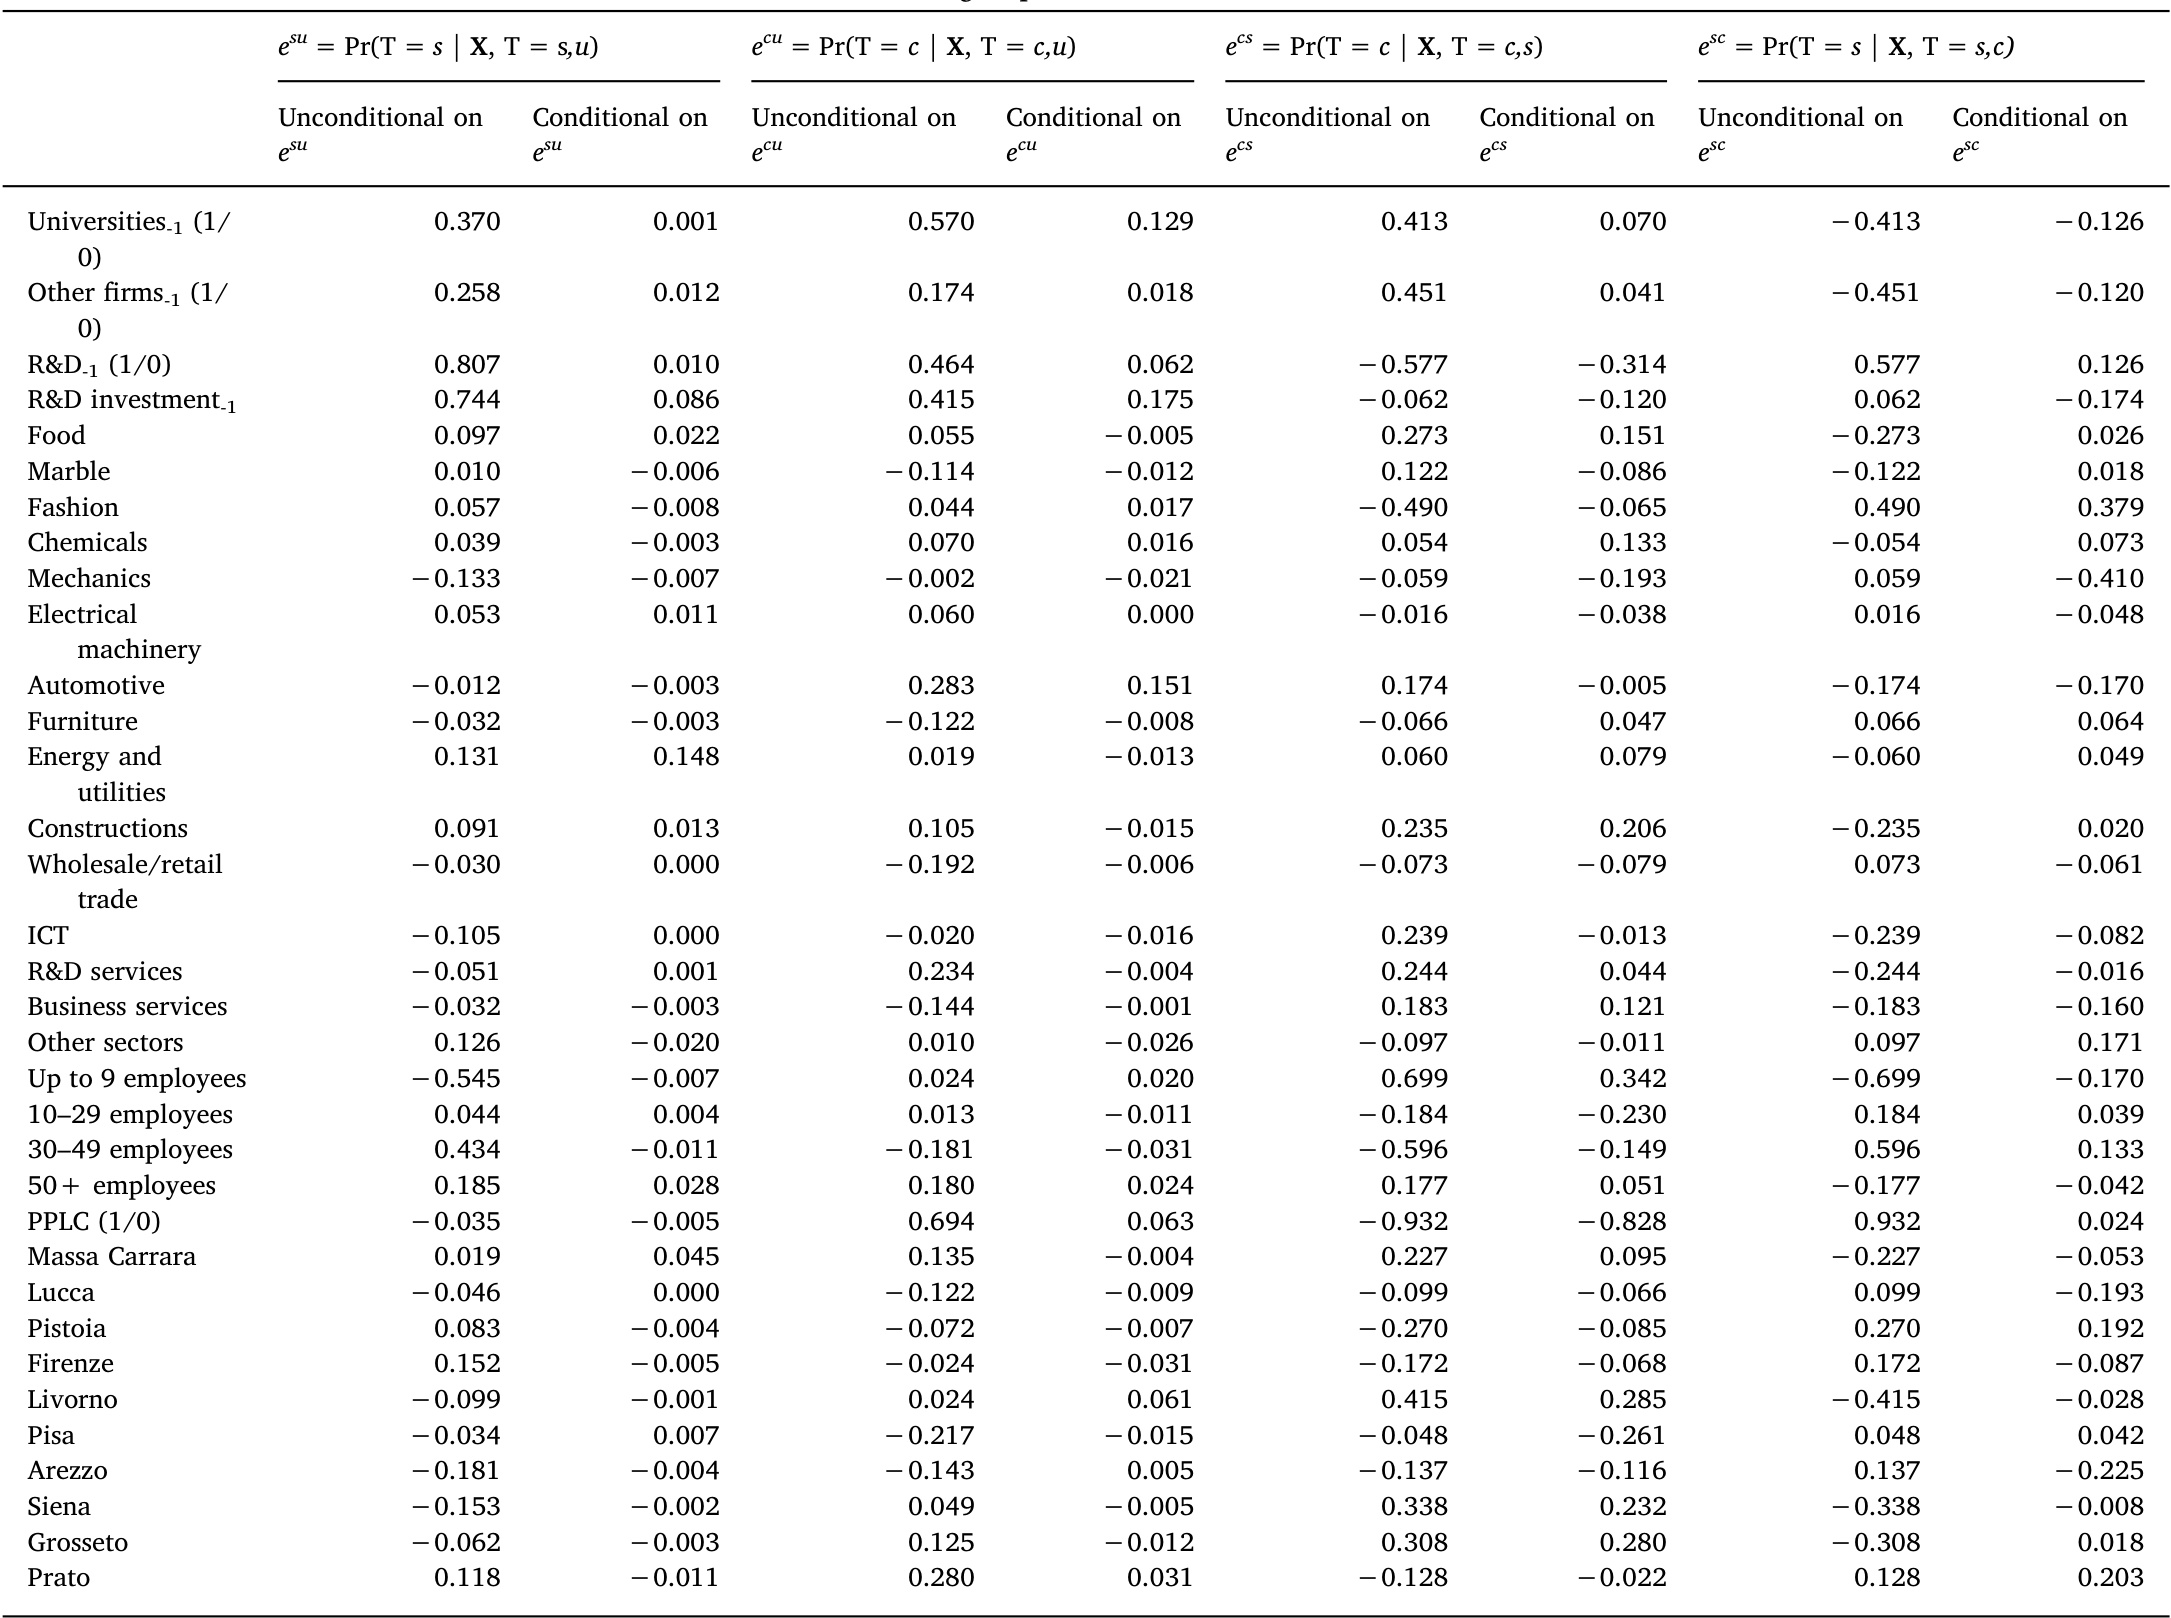 e^su = Pr(T = s | X, T = s,u) e^cu = Pr(T = c | X, T = c,u) e^cs = Pr(T = c | X, T = c,s) e^sc = Pr(T = s | X, T = s,c)
Unconditional on Conditional on Unconditional on Conditional on Unconditional on Conditional on Unconditional on Conditional on
e^su e^su e^cu e^cu e^cs e^cs e^sc e^sc
Universities-1 (1/ 0.370 0.001 0.570 0.129 0.413 0.070 −0.413 −0.126
0)
Other firms-1 (1/ 0.258 0.012 0.174 0.018 0.451 0.041 −0.451 −0.120
0)
R&D-1 (1/0) 0.807 0.010 0.464 0.062 −0.577 −0.314 0.577 0.126
R&D investment-1 0.744 0.086 0.415 0.175 −0.062 −0.120 0.062 −0.174
Food 0.097 0.022 0.055 −0.005 0.273 0.151 −0.273 0.026
Marble 0.010 −0.006 −0.114 −0.012 0.122 −0.086 −0.122 0.018
Fashion 0.057 −0.008 0.044 0.017 −0.490 −0.065 0.490 0.379
Chemicals 0.039 −0.003 0.070 0.016 0.054 0.133 −0.054 0.073
Mechanics −0.133 −0.007 −0.002 −0.021 −0.059 −0.193 0.059 −0.410
Electrical 0.053 0.011 0.060 0.000 −0.016 −0.038 0.016 −0.048
machinery
Automotive −0.012 −0.003 0.283 0.151 0.174 −0.005 −0.174 −0.170
Furniture −0.032 −0.003 −0.122 −0.008 −0.066 0.047 0.066 0.064
Energy and 0.131 0.148 0.019 −0.013 0.060 0.079 −0.060 0.049
utilities
Constructions 0.091 0.013 0.105 −0.015 0.235 0.206 −0.235 0.020
Wholesale/retail −0.030 0.000 −0.192 −0.006 −0.073 −0.079 0.073 −0.061
trade
ICT −0.105 0.000 −0.020 −0.016 0.239 −0.013 −0.239 −0.082
R&D services −0.051 0.001 0.234 −0.004 0.244 0.044 −0.244 −0.016
Business services −0.032 −0.003 −0.144 −0.001 0.183 0.121 −0.183 −0.160
Other sectors 0.126 −0.020 0.010 −0.026 −0.097 −0.011 0.097 0.171
Up to 9 employees −0.545 −0.007 0.024 0.020 0.699 0.342 −0.699 −0.170
10–29 employees 0.044 0.004 0.013 −0.011 −0.184 −0.230 0.184 0.039
30–49 employees 0.434 −0.011 −0.181 −0.031 −0.596 −0.149 0.596 0.133
50+ employees 0.185 0.028 0.180 0.024 0.177 0.051 −0.177 −0.042
PPLC (1/0) −0.035 −0.005 0.694 0.063 −0.932 −0.828 0.932 0.024
Massa Carrara 0.019 0.045 0.135 −0.004 0.227 0.095 −0.227 −0.053
Lucca −0.046 0.000 −0.122 −0.009 −0.099 −0.066 0.099 −0.193
Pistoia 0.083 −0.004 −0.072 −0.007 −0.270 −0.085 0.270 0.192
Firenze 0.152 −0.005 −0.024 −0.031 −0.172 −0.068 0.172 −0.087
Livorno −0.099 −0.001 0.024 0.061 0.415 0.285 −0.415 −0.028
Pisa −0.034 0.007 −0.217 −0.015 −0.048 −0.261 0.048 0.042
Arezzo −0.181 −0.004 −0.143 0.005 −0.137 −0.116 0.137 −0.225
Siena −0.153 −0.002 0.049 −0.005 0.338 0.232 −0.338 −0.008
Grosseto −0.062 −0.003 0.125 −0.012 0.308 0.280 −0.308 0.018
Prato 0.118 −0.011 0.280 0.031 −0.128 −0.022 0.128 0.203